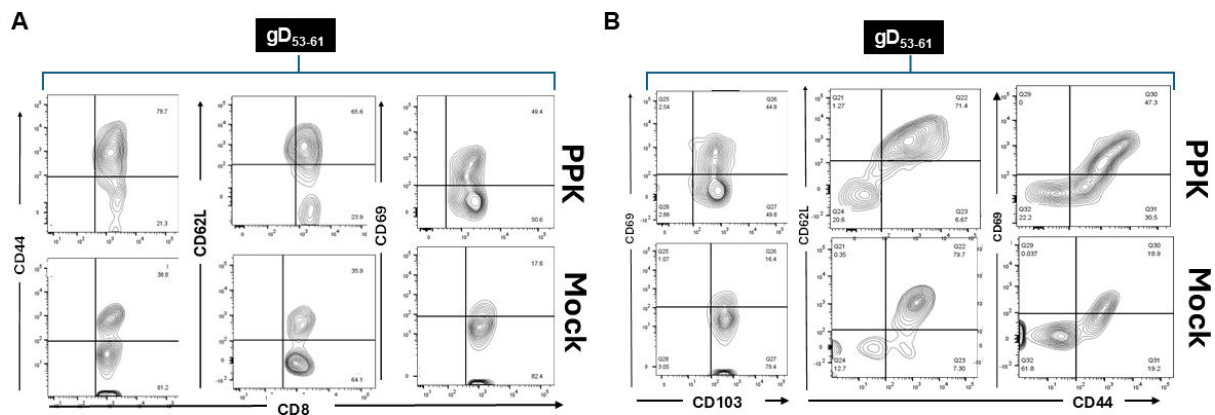 A
B
gD53-61
gD53-61
CD44
78.7
21.3
38.8
61.2
CD62L
65.6
23.9
35.9
64.1
CD69
49.4
50.6
17.6
82.4
PPK
Mock
CD8
CD69
Q25
2.54
Q26
44.8
Q28
2.86
Q27
49.8
Q25
1.07
Q26
16.4
Q28
3.05
Q27
79.4
CD103
CD62L
Q21
1.27
Q22
71.4
Q24
20.6
Q23
6.67
Q21
0.35
Q22
79.7
Q24
12.7
Q23
7.30
CD69
Q29
0
Q30
47.3
Q32
22.2
Q31
30.5
Q29
0.037
Q30
18.9
Q32
61.8
Q31
19.2
CD44
PPK
Mock